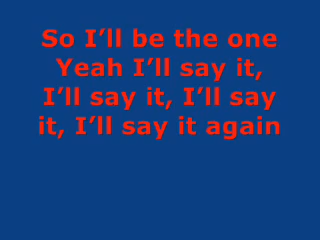 So I’ll be the one
Yeah I’ll say it,
I’ll say it, I’ll say
it, I’ll say it again